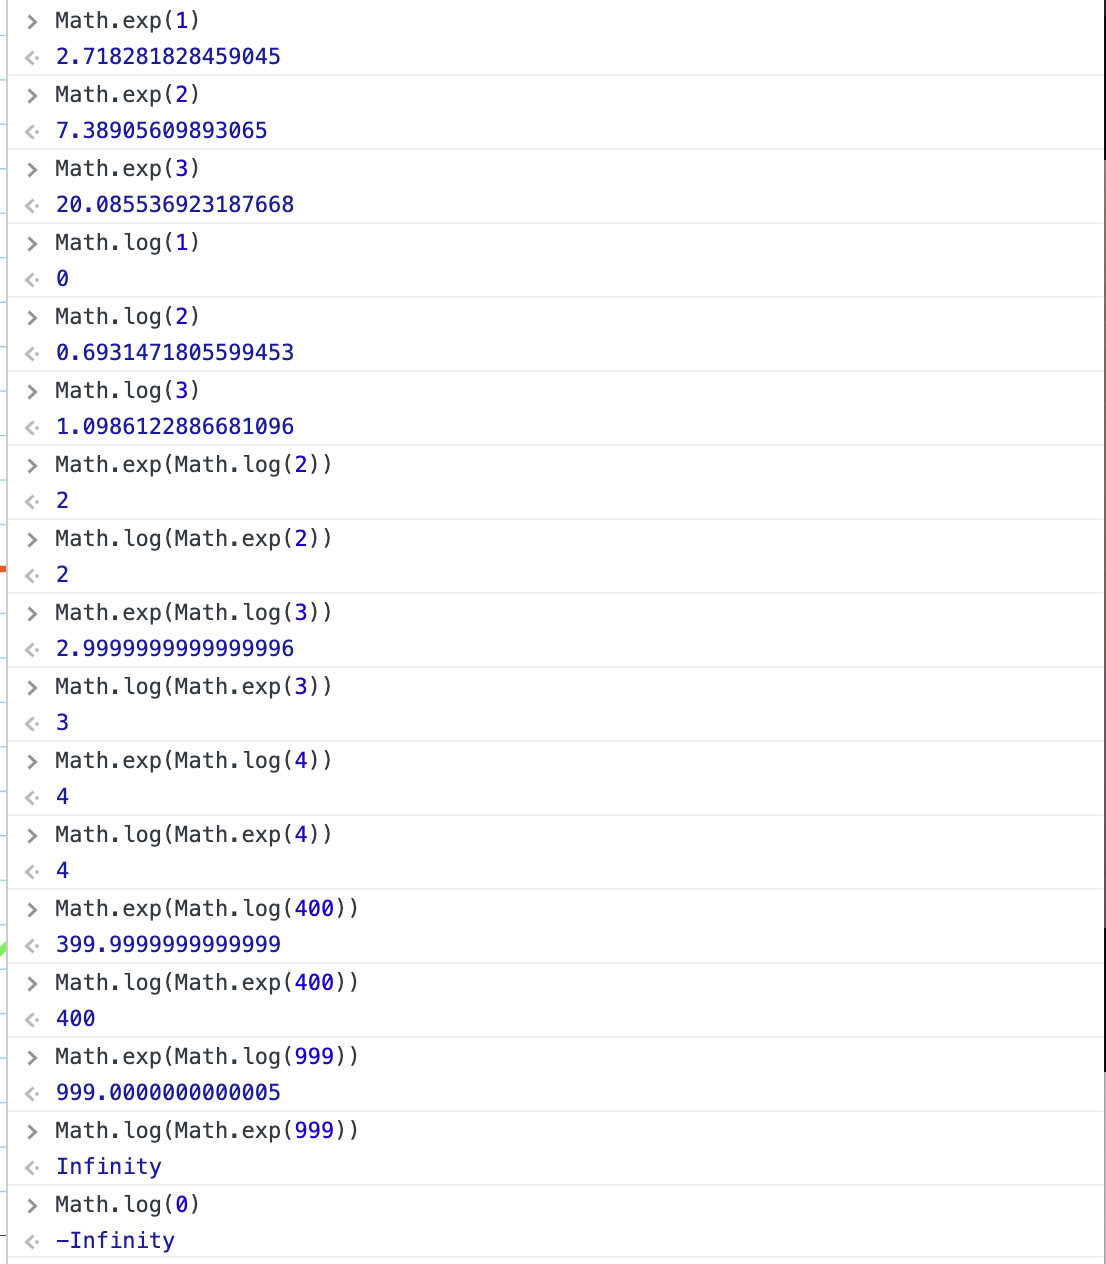 > Math.exp(1)
<· 2.718281828459045
> Math.exp(2)
<· 7.38905609893065
> Math.exp(3)
<· 20.085536923187668
> Math.log(1)
<· 0
> Math.log(2)
<· 0.6931471805599453
> Math.log(3)
<· 1.0986122886681096
> Math.exp(Math.log(2))
<· 2
> Math.log(Math.exp(2))
<· 2
> Math.exp(Math.log(3))
<· 2.9999999999999996
> Math.log(Math.exp(3))
<· 3
> Math.exp(Math.log(4))
<· 4
> Math.log(Math.exp(4))
<· 4
> Math.exp(Math.log(400))
<· 399.9999999999999
> Math.log(Math.exp(400))
<· 400
> Math.exp(Math.log(999))
<· 999.0000000000005
> Math.log(Math.exp(999))
<· Infinity
> Math.log(0)
<· −Infinity